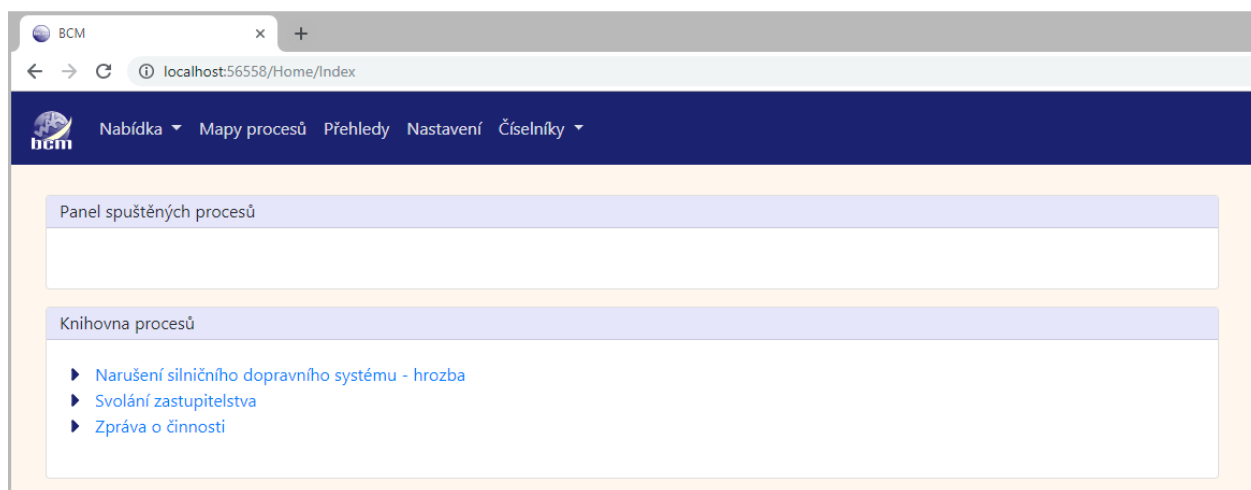 BCM
localhost:56558/Home/Index
bcm
Nabídka Mapy procesů Přehledy Nastavení Číselníky
Panel spuštěných procesů
Knihovna procesů
Narušení silničního dopravního systému - hrozba
Svolání zastupitelstva
Zpráva o činnosti